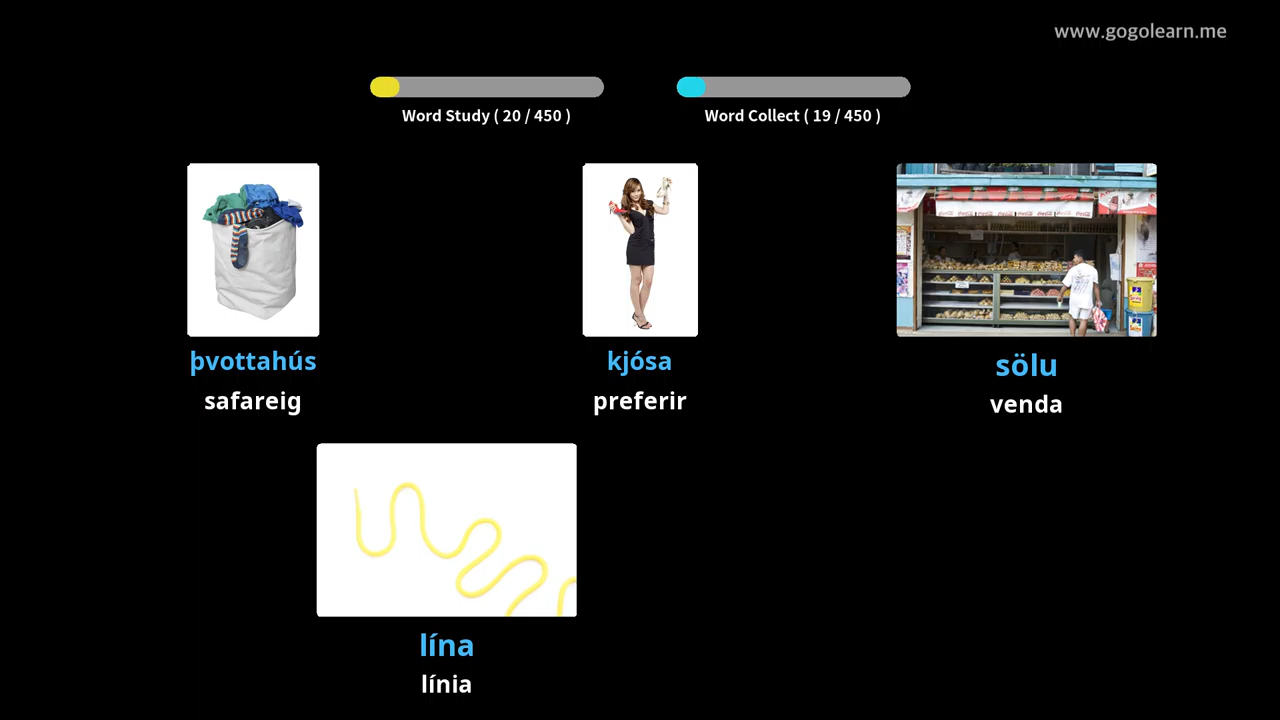 www.gogolearn.me
Word Study ( 20 / 450 )
Word Collect ( 19 / 450 )
þvottahús
safareig
kjósa
preferir
sölu
venda
lína
línia